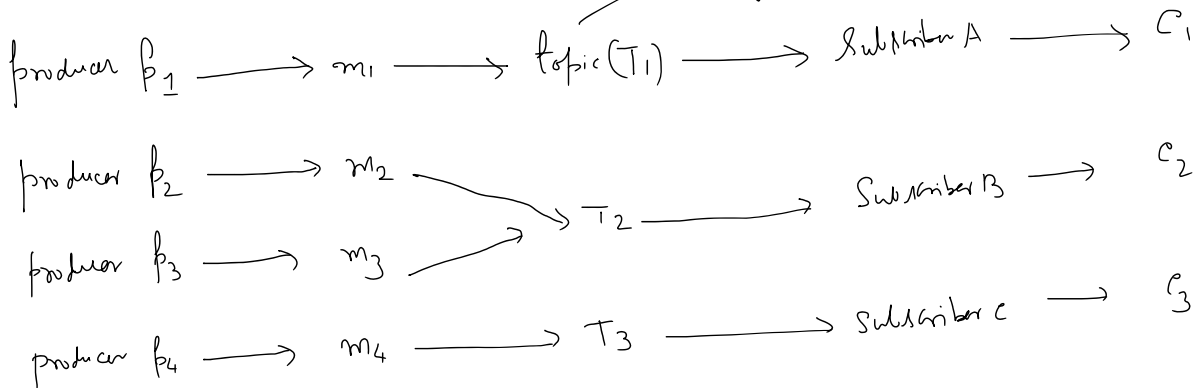 producer p1 → m1 → topic(T1) → Subscriber A → C1
producer p2 → m2
T2 → Subscriber B → C2
producer p3 → m3
producer p4 → m4 → T3 → subscriber c → C3